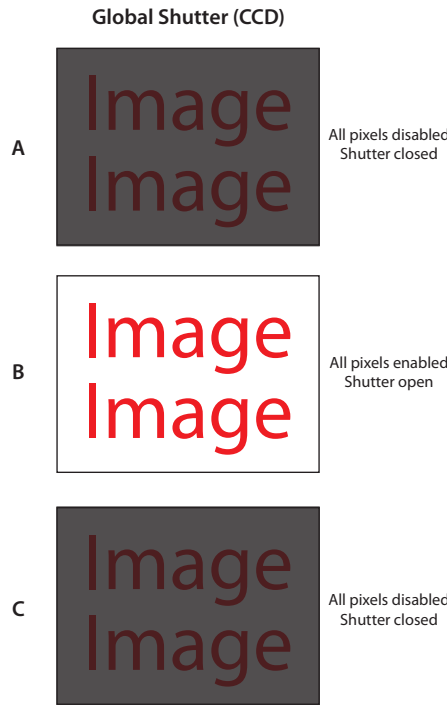 Global Shutter (CCD)
A
Image
Image
All pixels disabled
Shutter closed
B
Image
Image
All pixels enabled
Shutter open
C
Image
Image
All pixels disabled
Shutter closed